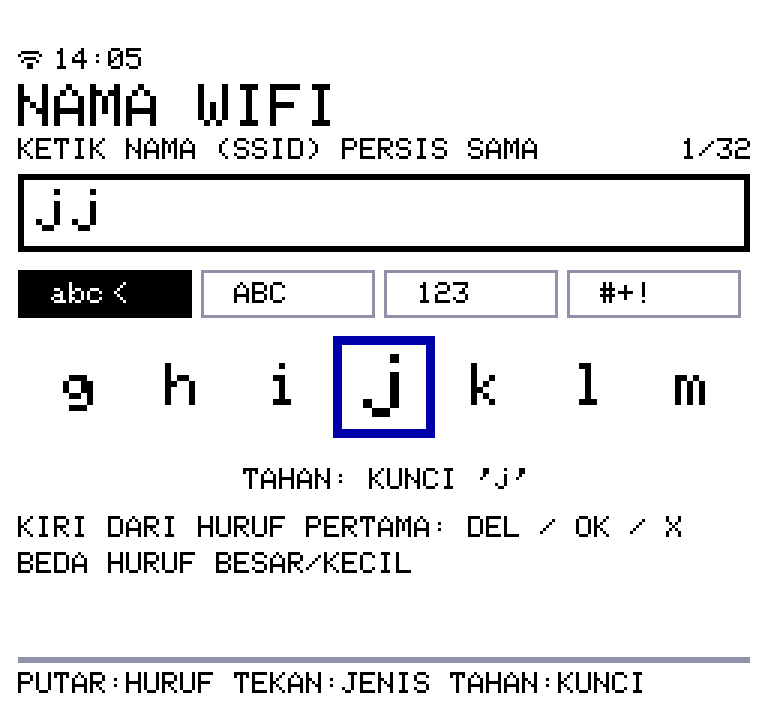 14:05
NAMA WIFI
KETIK NAMA (SSID) PERSIS SAMA 1/32
jj
abc < ABC 123 #+!
g h i j k l m
TAHAN: KUNCI 'j'
KIRI DARI HURUF PERTAMA: DEL / OK / X
BEDA HURUF BESAR/KECIL
PUTAR:HURUF TEKAN:JENIS TAHAN:KUNCI